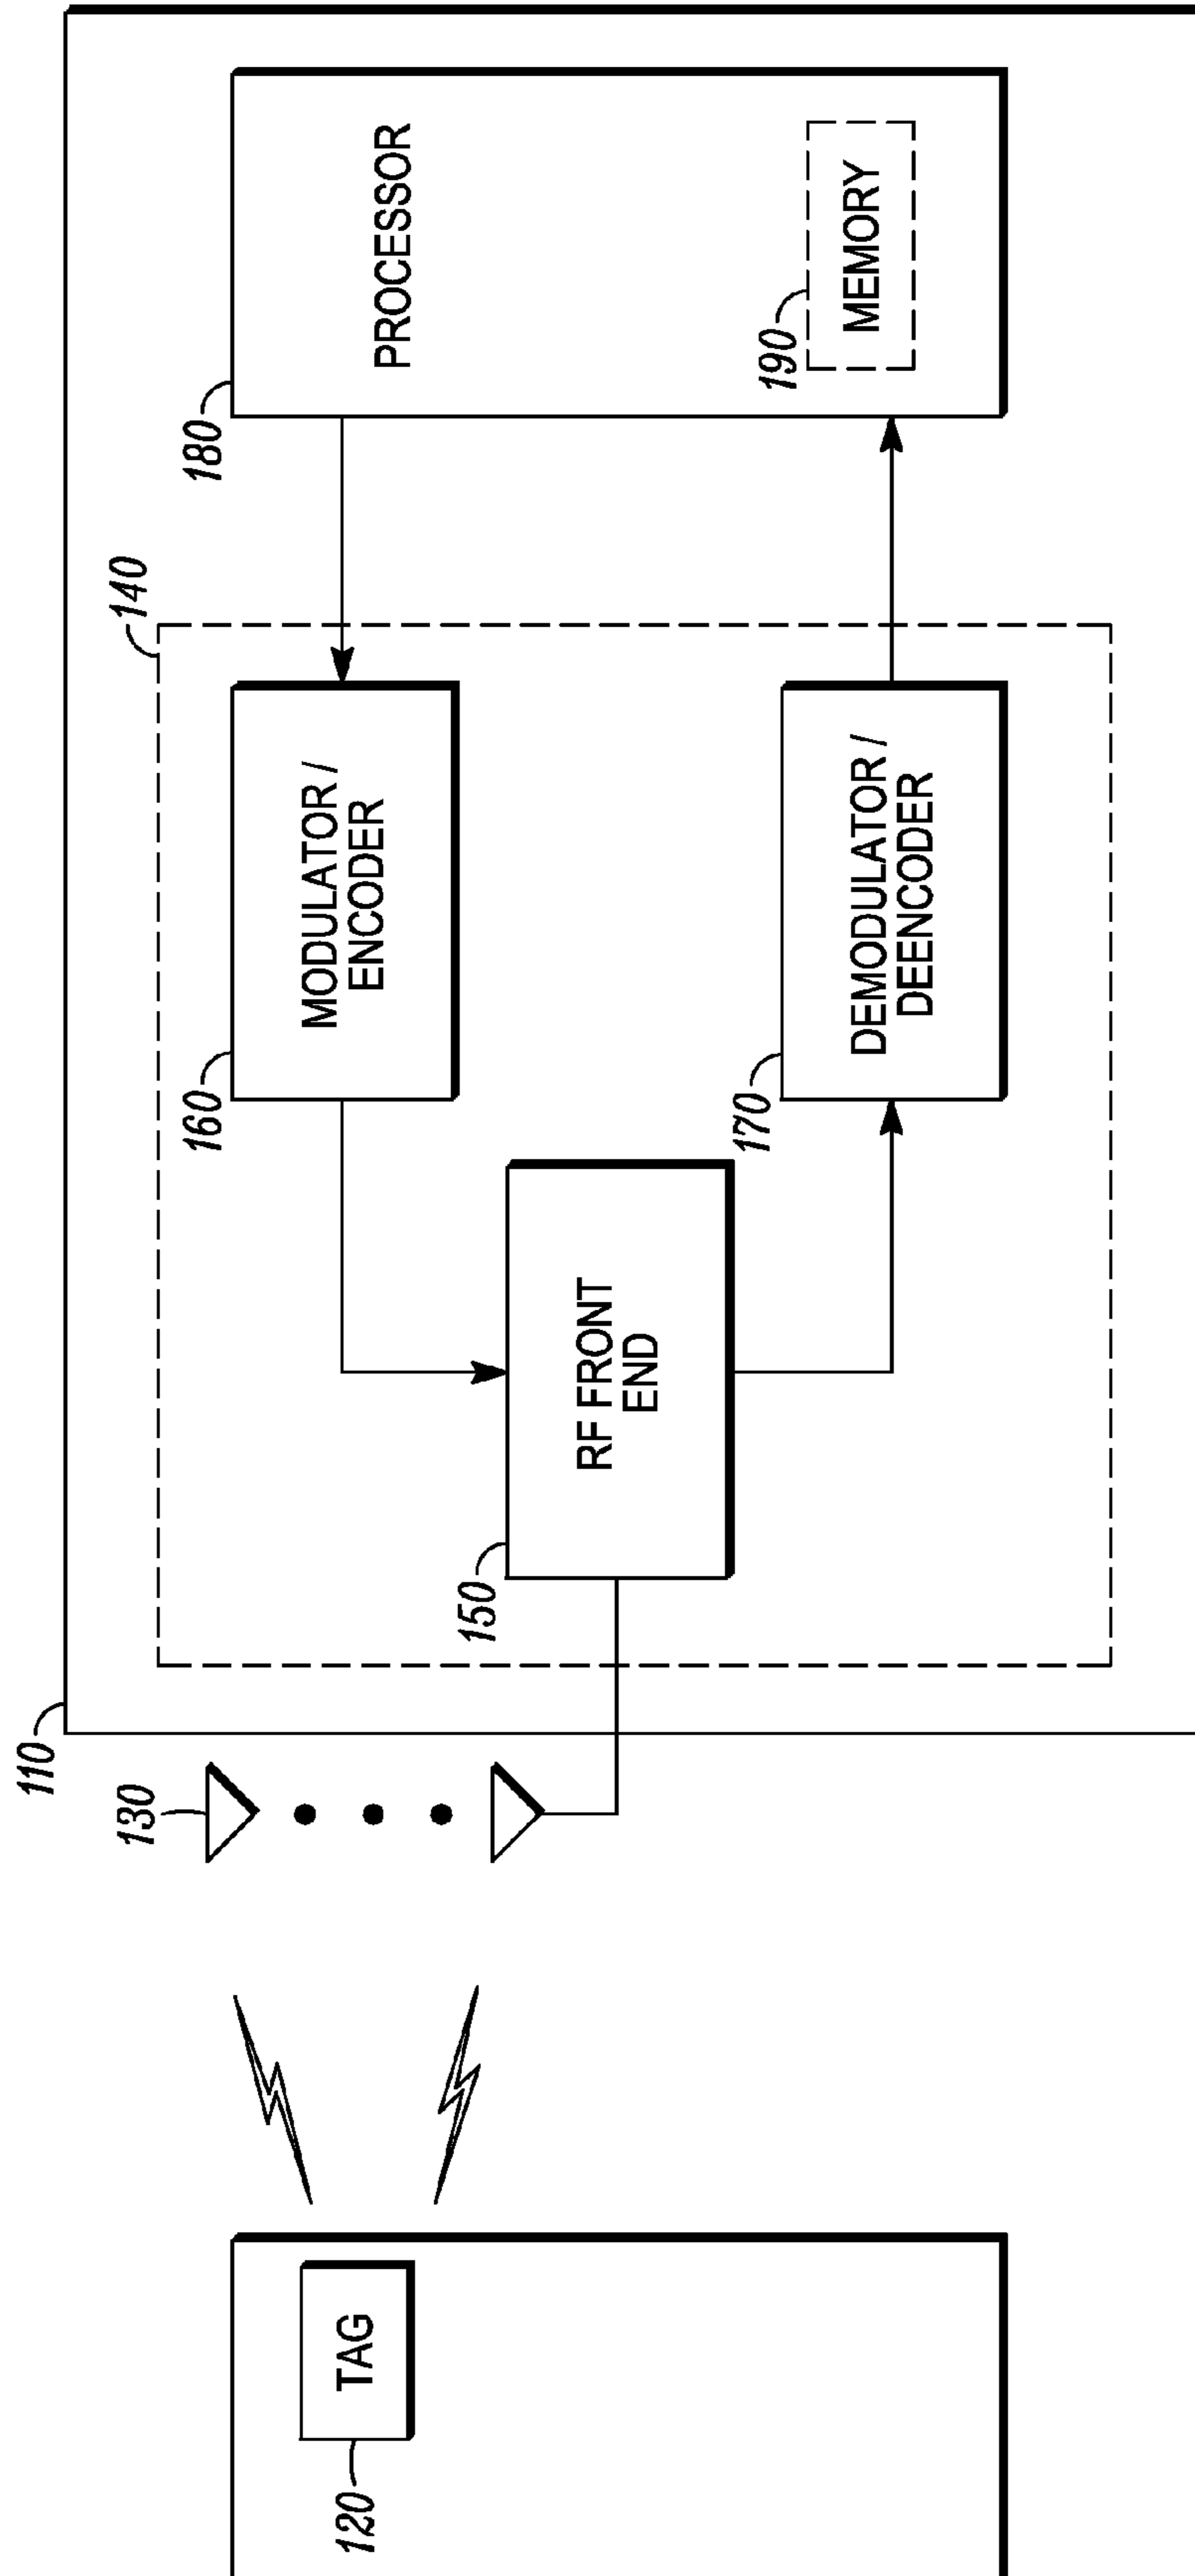 110
130
140
180
PROCESSOR
190
MEMORY
160
MODULATOR /
ENCODER
150
RF FRONT
END
170
DEMODULATOR /
DEENCODER
TAG
120